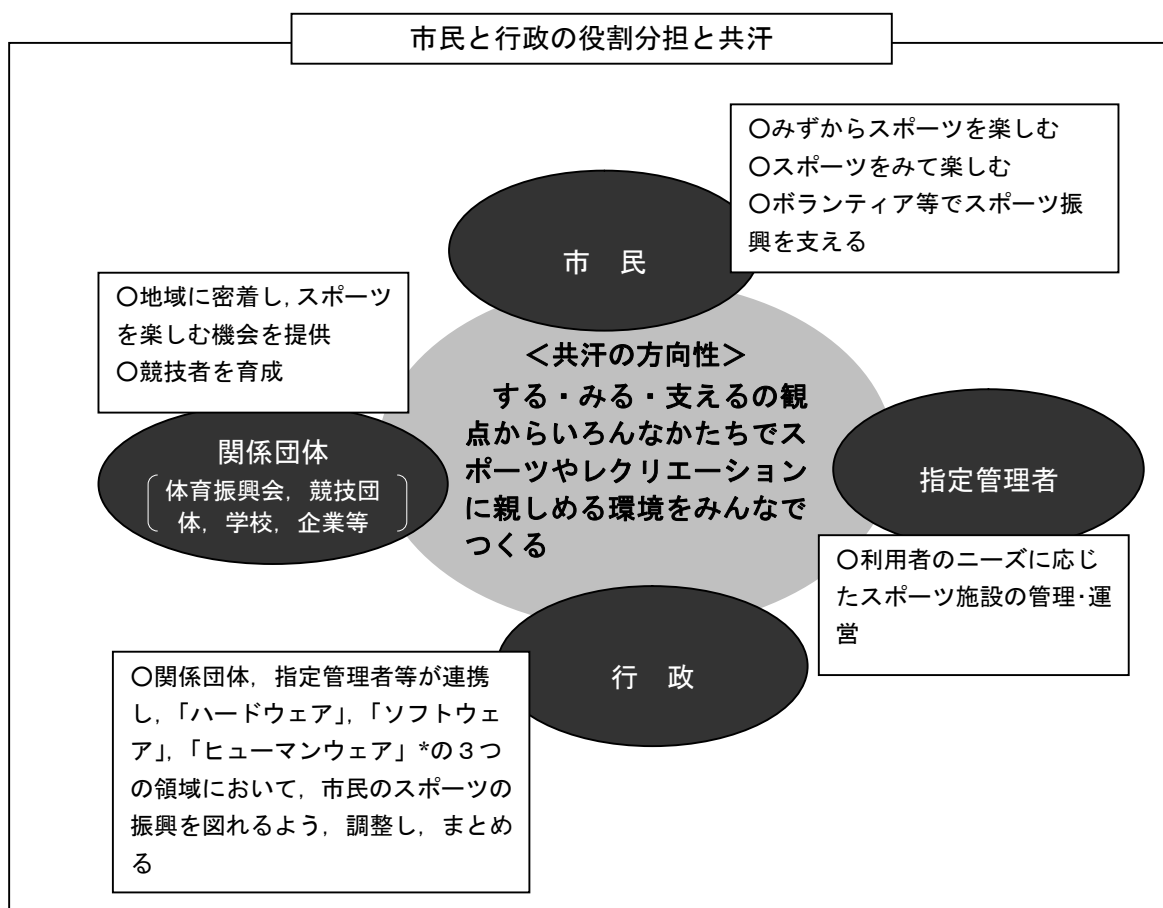 市民と行政の役割分担と共汗
〇みずからスポーツを楽しむ
〇スポーツをみて楽しむ
〇ボランティア等でスポーツ振
興を支える
市　民
〇地域に密着し，スポーツ
を楽しむ機会を提供
〇競技者を育成
＜共汗の方向性＞
する・みる・支えるの観
点からいろんなかたちでス
ポーツやレクリエーション
に親しめる環境をみんなで
つくる
関係団体
体育振興会，競技団
体，学校，企業等
指定管理者
〇利用者のニーズに応じ
たスポーツ施設の管理･運
営
行　政
〇関係団体，指定管理者等が連携
し，「ハードウェア」，「ソフトウェ
ア」，「ヒューマンウェア」*の３つ
の領域において，市民のスポーツの
振興を図れるよう，調整し，まとめ
る